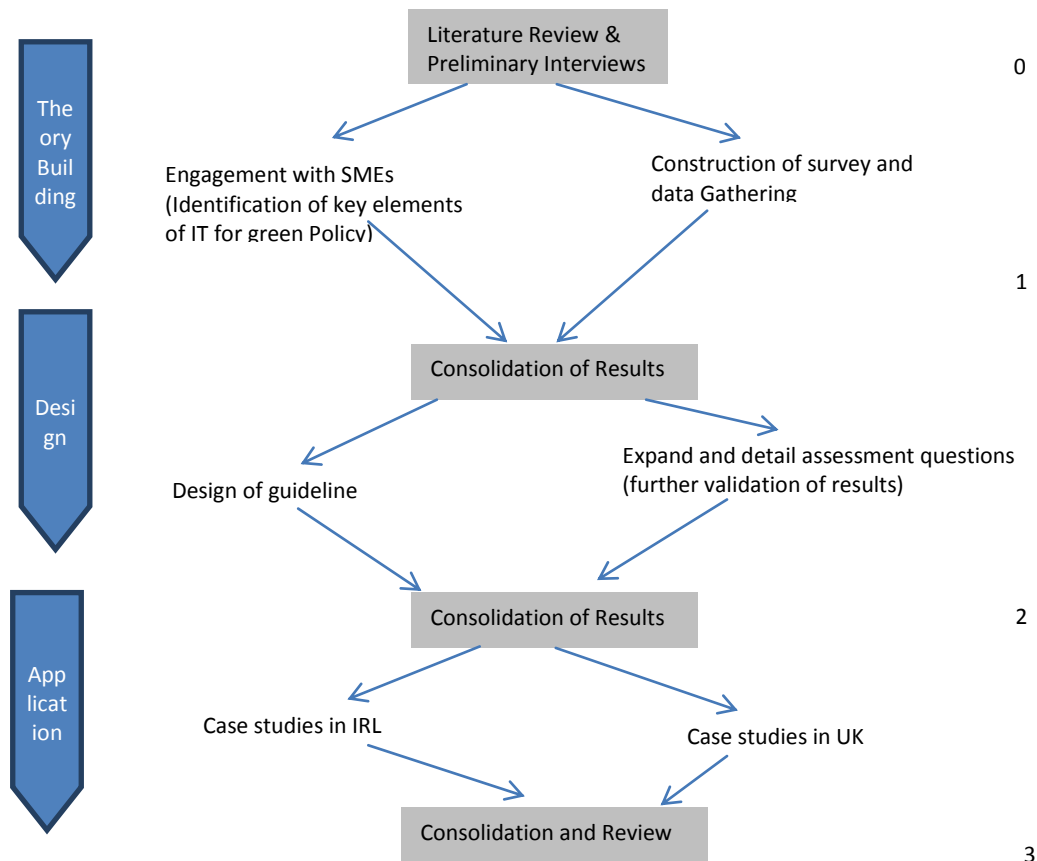 Literature Review &
Preliminary Interviews
0
The
ory
Buil
ding
Engagement with SMEs
(Identification of key elements
of IT for green Policy)
Construction of survey and
data Gathering
1
Consolidation of Results
Desi
gn
Design of guideline
Expand and detail assessment questions
(further validation of results)
Consolidation of Results
2
App
licat
ion
Case studies in IRL
Case studies in UK
Consolidation and Review
3